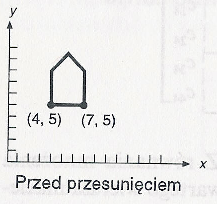 y
(4, 5) (7, 5)
x
Przed przesunięciem